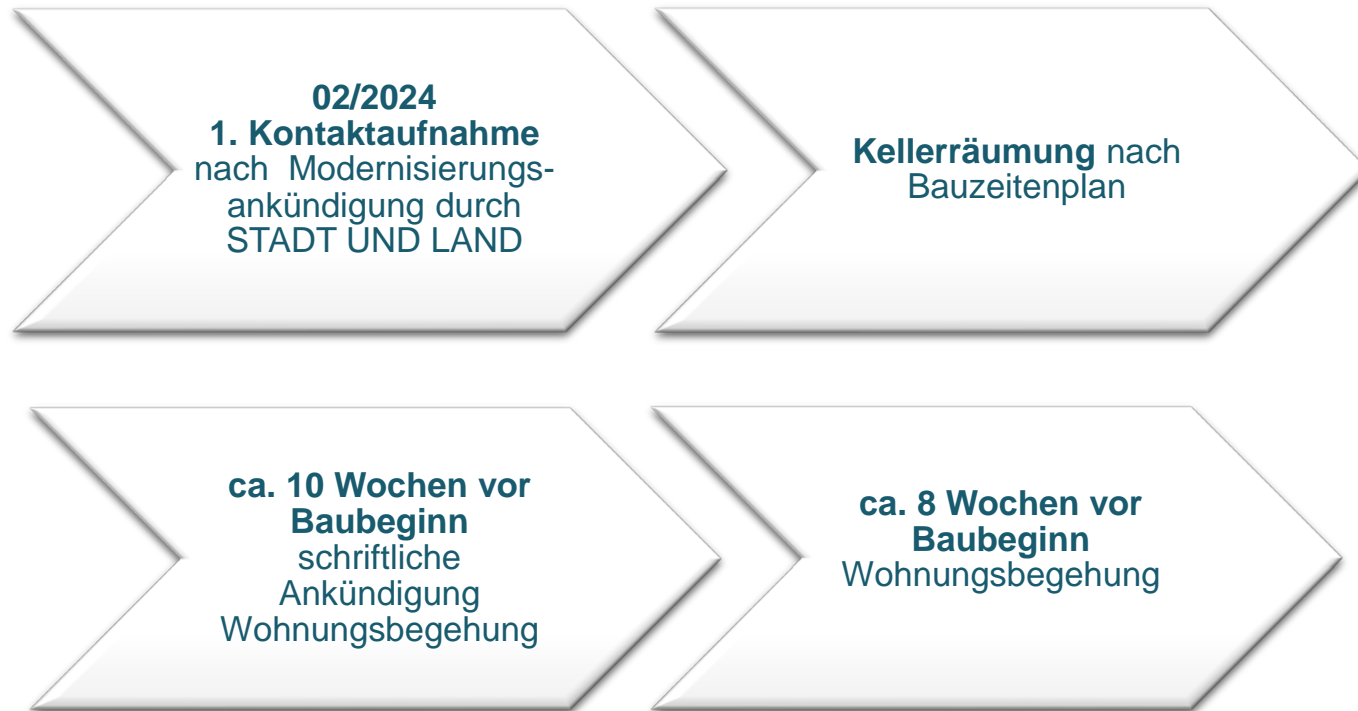 02/2024
1. Kontaktaufnahme
nach Modernisierungs-
ankündigung durch
STADT UND LAND
Kellerräumung nach
Bauzeitenplan
ca. 10 Wochen vor
Baubeginn
schriftliche
Ankündigung
Wohnungsbegehung
ca. 8 Wochen vor
Baubeginn
Wohnungsbegehung